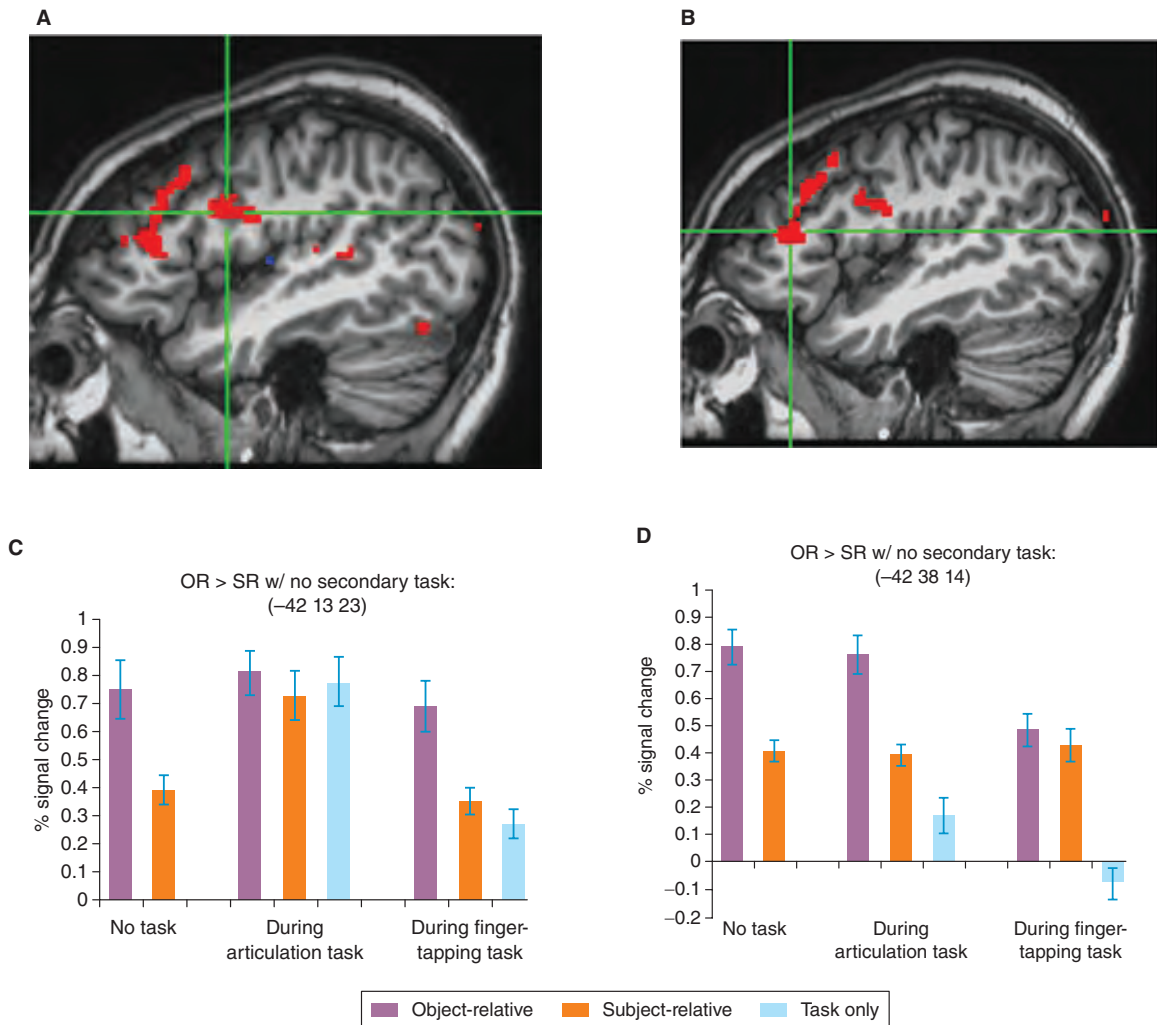 A
B
C
OR > SR w/ no secondary task:
(–42 13 23)
% signal change
1
0.9
0.8
0.7
0.6
0.5
0.4
0.3
0.2
0.1
0
No task
During
articulation task
During finger-
tapping task
D
OR > SR w/ no secondary task:
(–42 38 14)
% signal change
1
0.9
0.8
0.7
0.6
0.5
0.4
0.3
0.2
0.1
0
–0.1
–0.2
No task
During
articulation task
During finger-
tapping task
Object-relative
Subject-relative
Task only